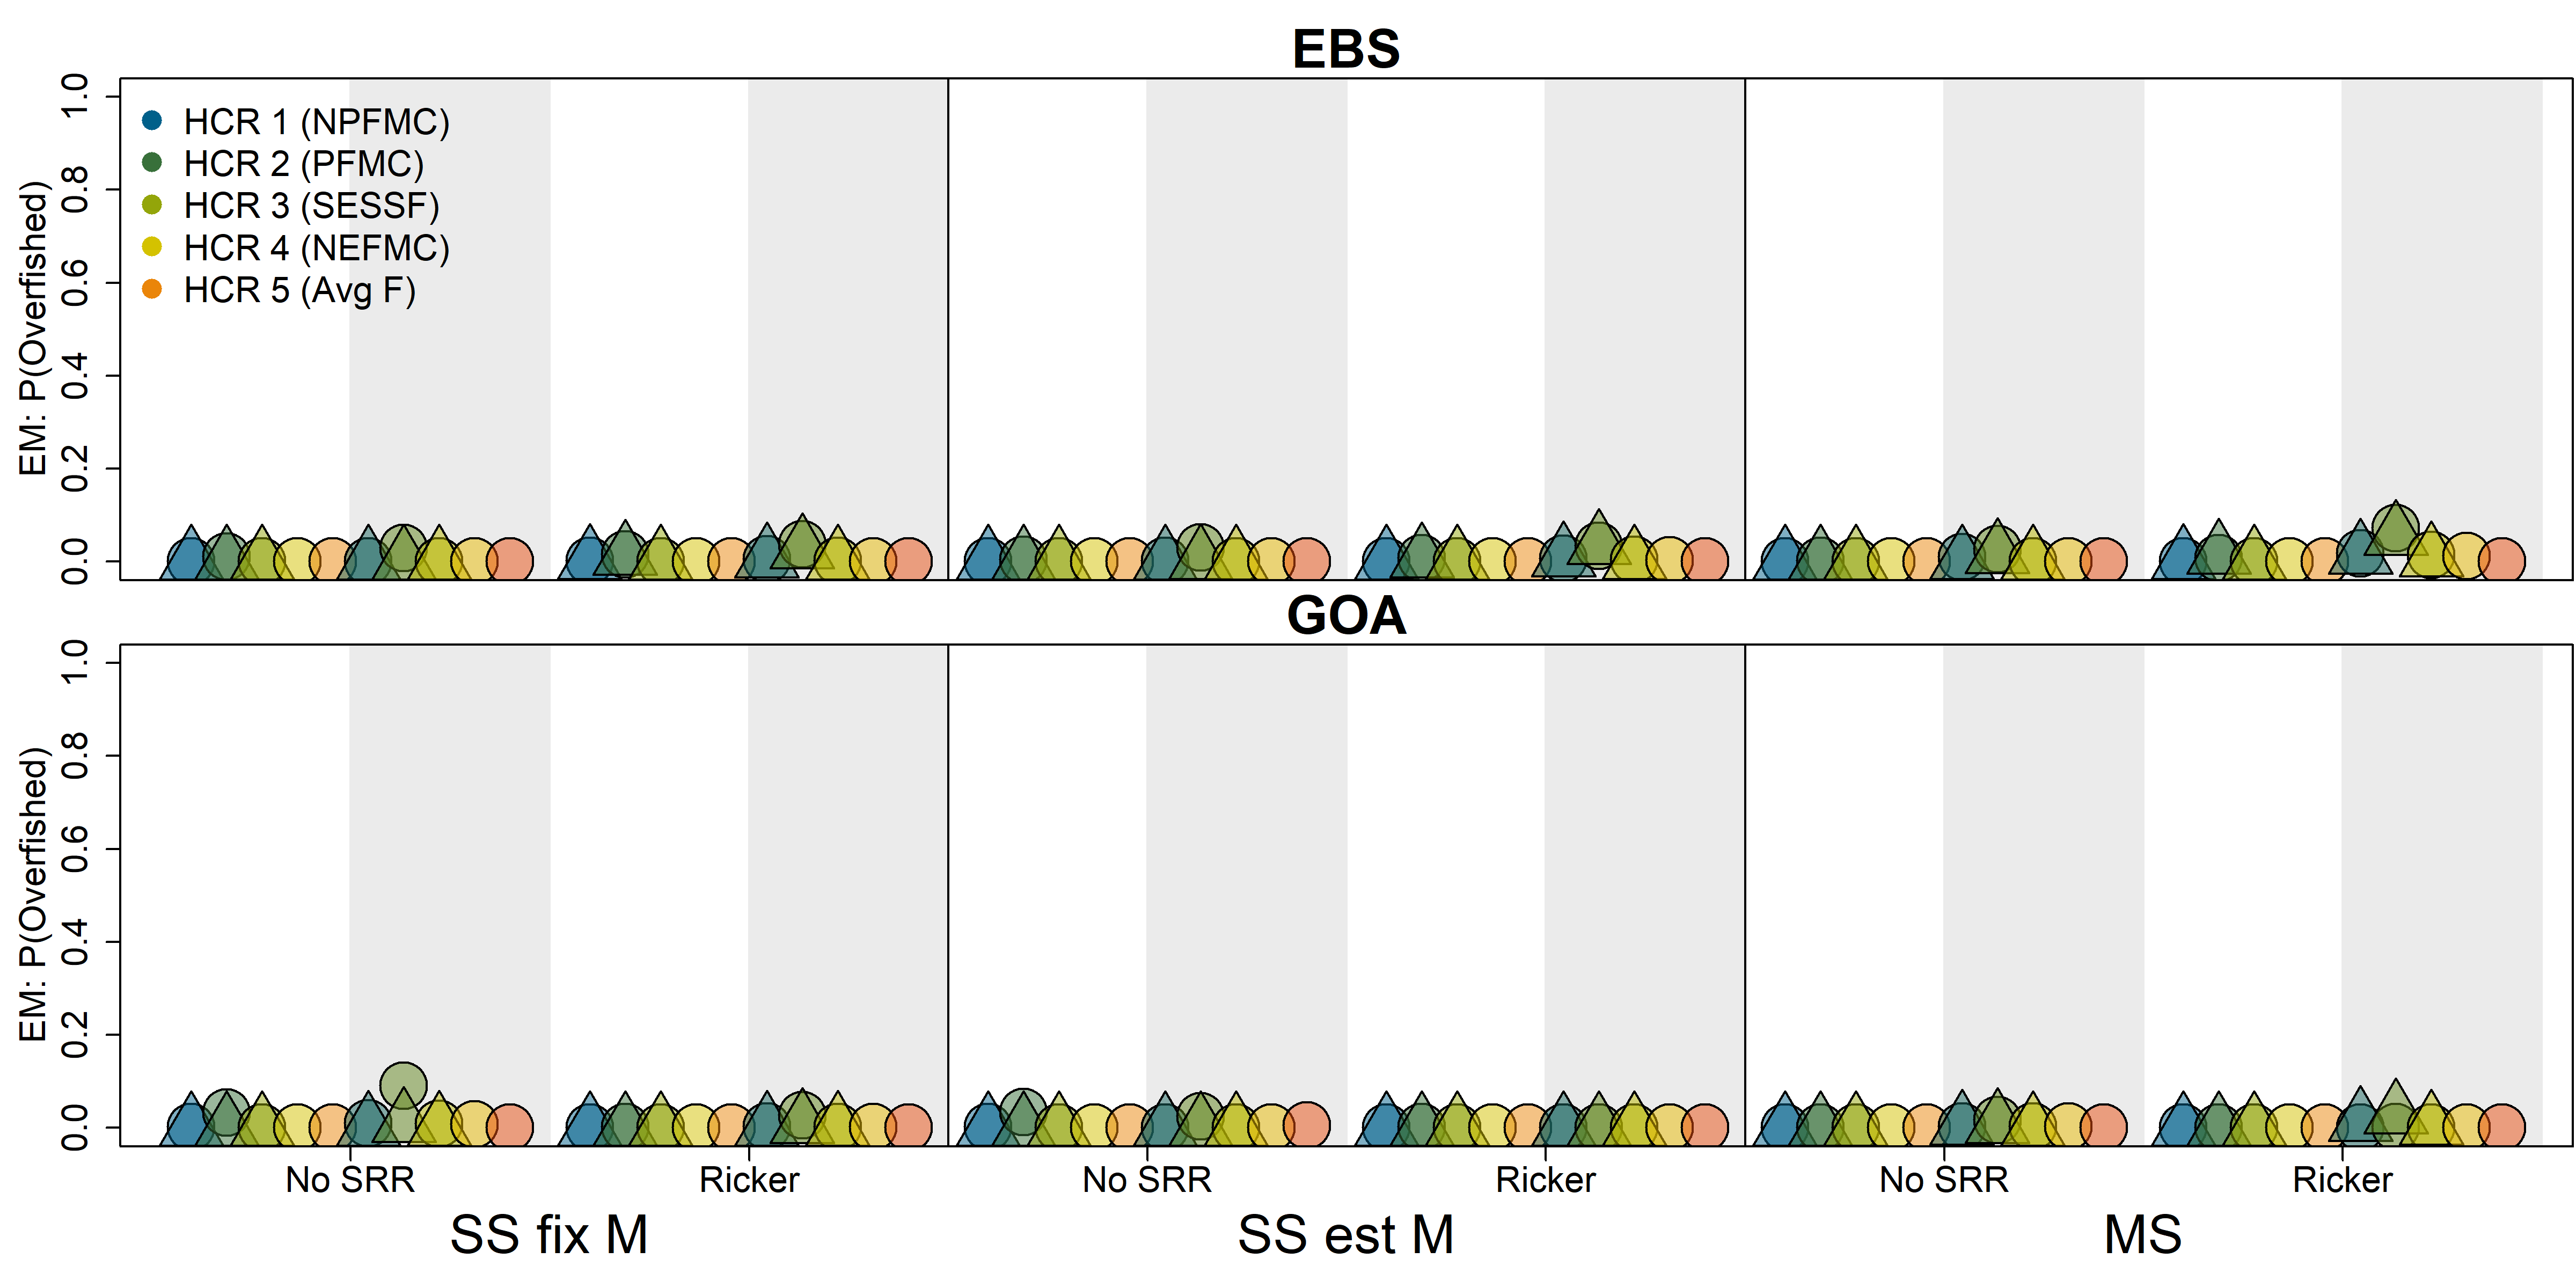 EBS
EM: P(Overfished)
1.0
0.8
0.6
0.4
0.2
0.0
HCR 1 (NPFMC)
HCR 2 (PFMC)
HCR 3 (SESSF)
HCR 4 (NEFMC)
HCR 5 (Avg F)
GOA
EM: P(Overfished)
1.0
0.8
0.6
0.4
0.2
0.0
No SRR Ricker No SRR Ricker No SRR Ricker
SS fix M SS est M MS